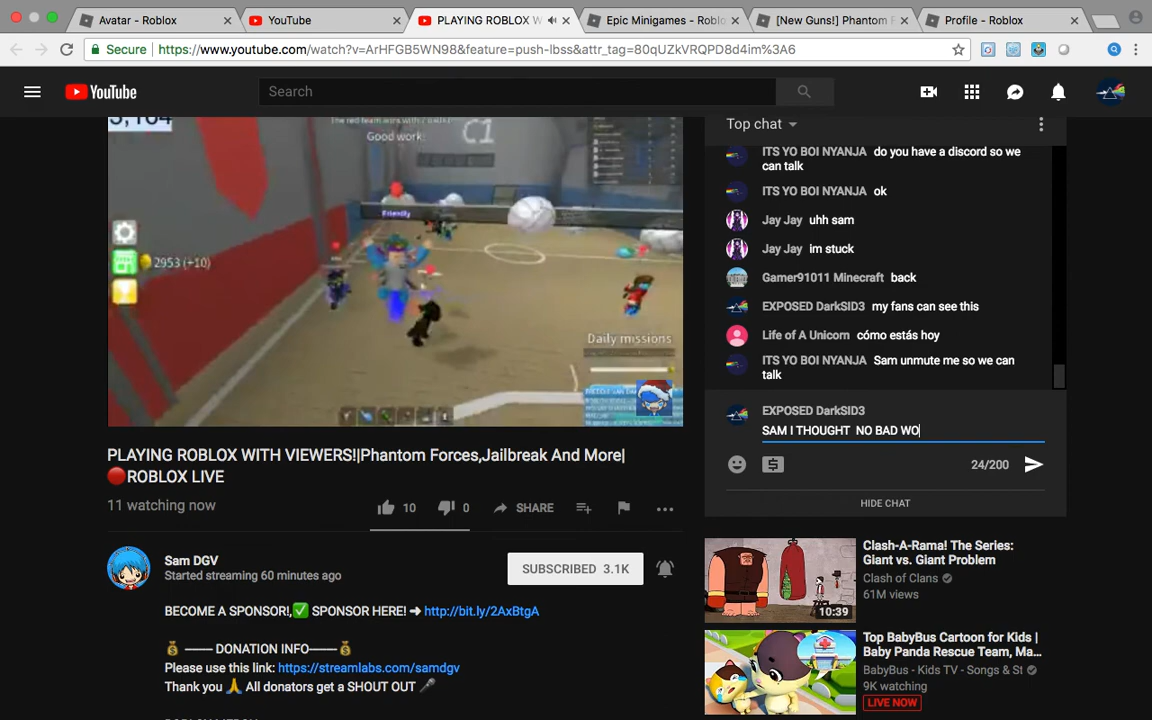 Avatar - Roblox
YouTube
PLAYING ROBLOX W
Epic Minigames - Roblo
[New Guns!] Phantom F
Profile - Roblox
Secure
https://www.youtube.com/watch?v=ArHFGB5WN98&feature=push-lbss&attr_tag=80qUZkVRQPD8d4im%3A6
YouTube
Search
Good work.
C1
Friendly
2953 (+10)
Daily missions
Top chat
ITS YO BOI NYANJA do you have a discord so we
can talk
ITS YO BOI NYANJA ok
Jay Jay uhh sam
Jay Jay im stuck
Gamer91011 Minecraft back
EXPOSED DarkSID3 my fans can see this
Life of A Unicorn cómo estás hoy
ITS YO BOI NYANJA Sam unmute me so we can
talk
EXPOSED DarkSID3
SAM I THOUGHT  NO BAD WO
24/200
HIDE CHAT
PLAYING ROBLOX WITH VIEWERS!|Phantom Forces,Jailbreak And More|
🔴ROBLOX LIVE
11 watching now
10
0
SHARE
Sam DGV
Started streaming 60 minutes ago
SUBSCRIBED 3.1K
BECOME A SPONSOR!,✅ SPONSOR HERE! ➜ http://bit.ly/2AxBtgA
💰 ——– DONATION INFO——–💰
Please use this link: https://streamlabs.com/samdgv
Thank you 🙏 All donators get a SHOUT OUT 🎤
Clash-A-Rama! The Series:
Giant vs. Giant Problem
Clash of Clans
61M views
10:39
Top BabyBus Cartoon for Kids |
Baby Panda Rescue Team, Ma...
BabyBus - Kids TV - Songs & St
9K watching
LIVE NOW